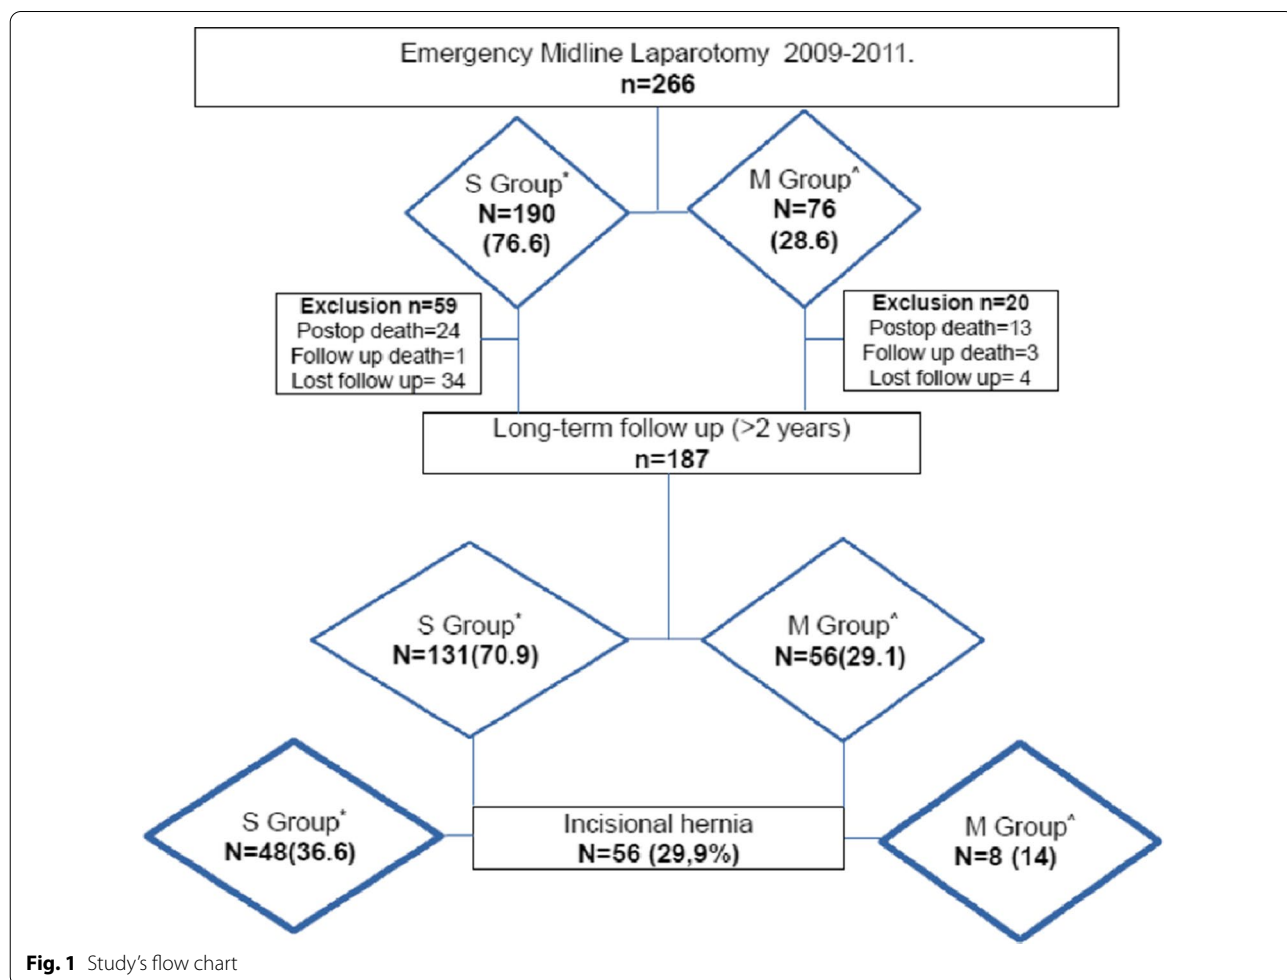 Emergency Midline Laparotomy 2009-2011.
n=266
S Group*
N=190
(76.6)
M Group^
N=76
(28.6)
Exclusion n=59
Postop death=24
Follow up death=1
Lost follow up= 34
Exclusion n=20
Postop death=13
Follow up death=3
Lost follow up= 4
Long-term follow up (>2 years)
n=187
S Group*
N=131(70.9)
M Group^
N=56(29.1)
S Group*
N=48(36.6)
Incisional hernia
N=56 (29,9%)
M Group^
N=8 (14)
Fig. 1 Study's flow chart